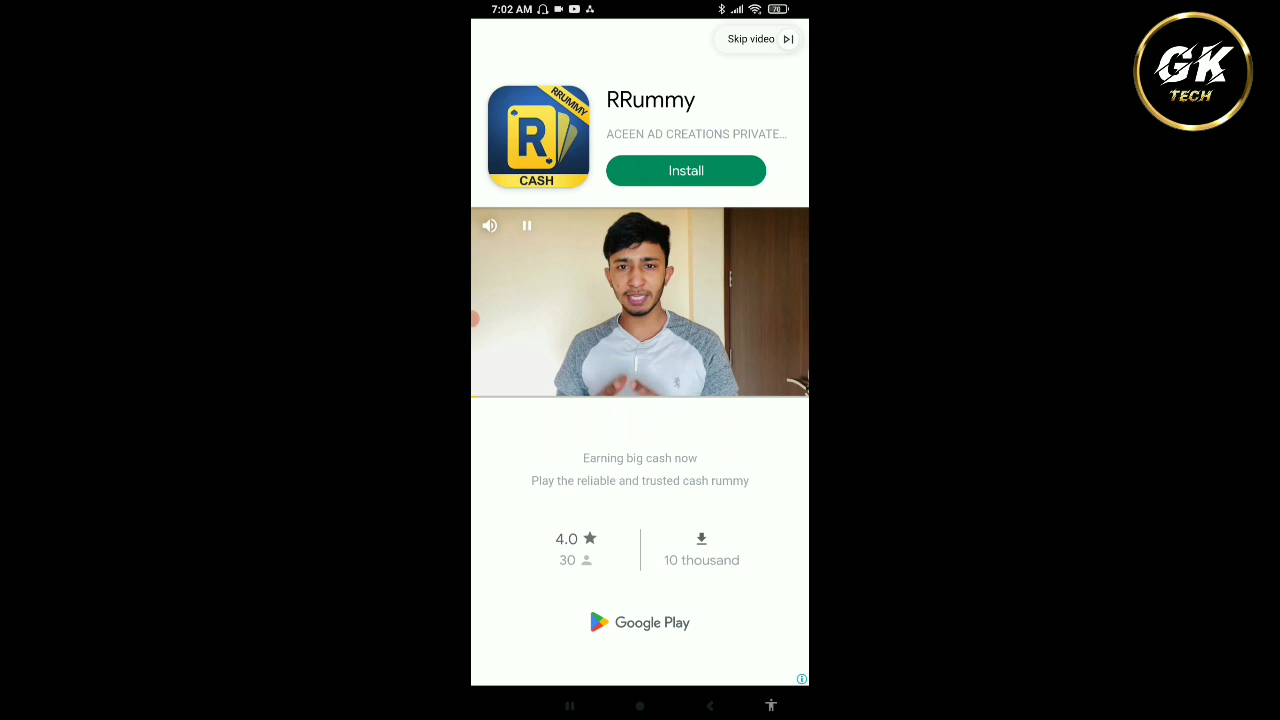 7:02 AM
70
Skip video
GK
TECH
RRUMMY
R
CASH
RRummy
ACEEN AD CREATIONS PRIVATE...
Install
Earning big cash now
Play the reliable and trusted cash rummy
4.0
30
10 thousand
Google Play